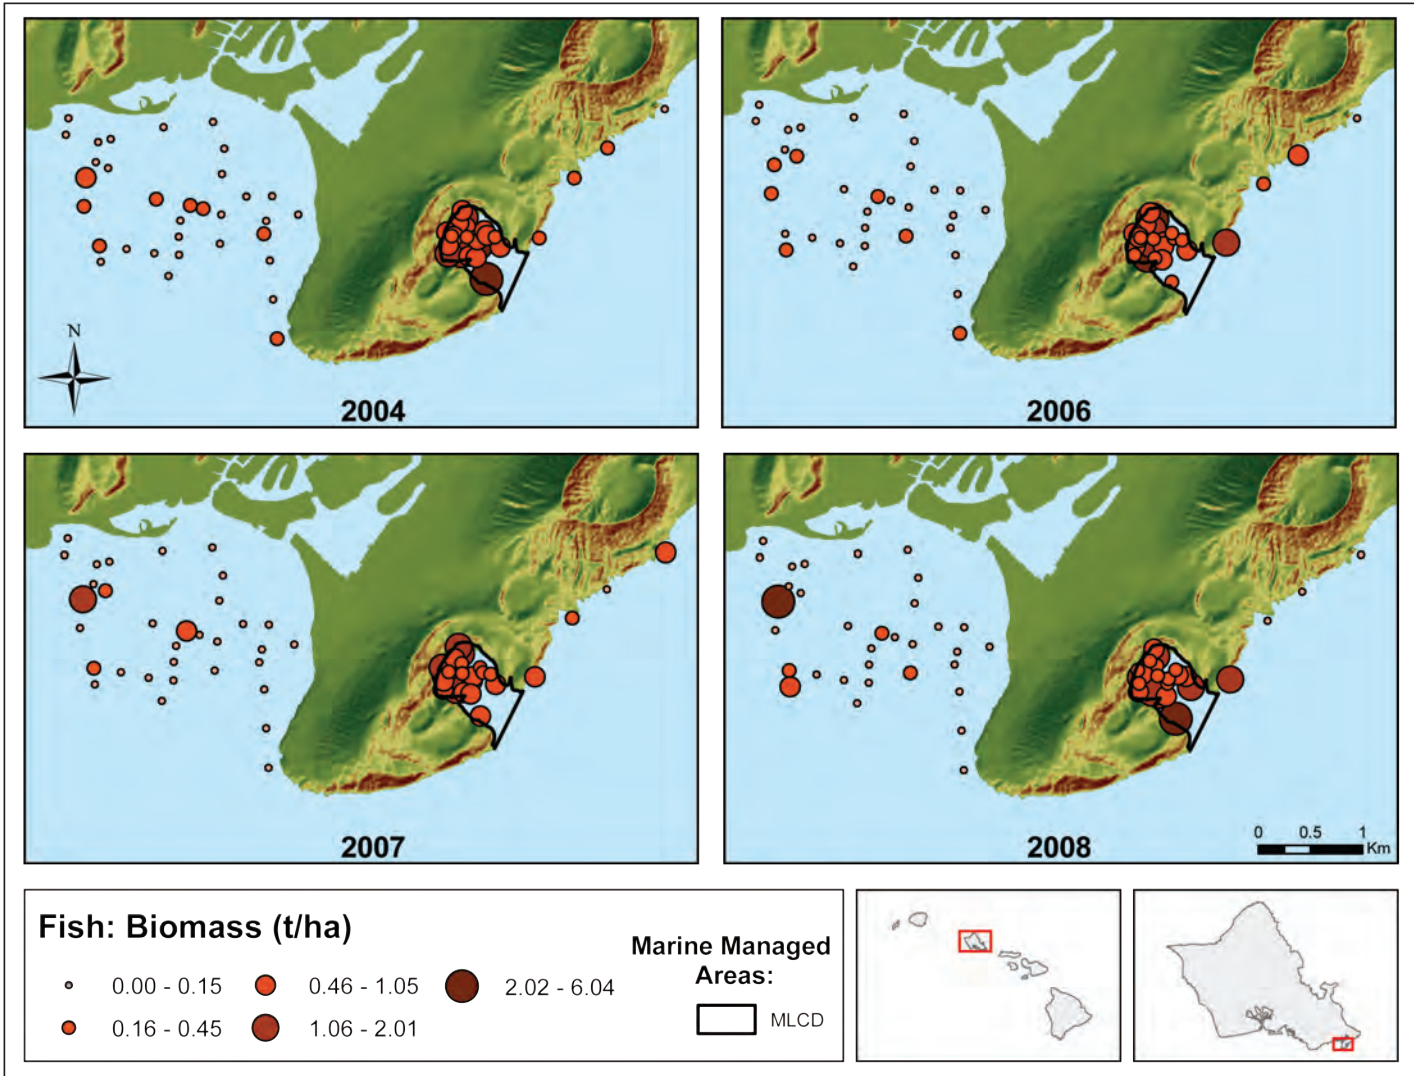 N
2004
2006
2007
2008
0 0.5 1
Km
Fish: Biomass (t/ha)
0.00 - 0.15
0.46 - 1.05
2.02 - 6.04
0.16 - 0.45
1.06 - 2.01
Marine Managed
Areas:
MLCD